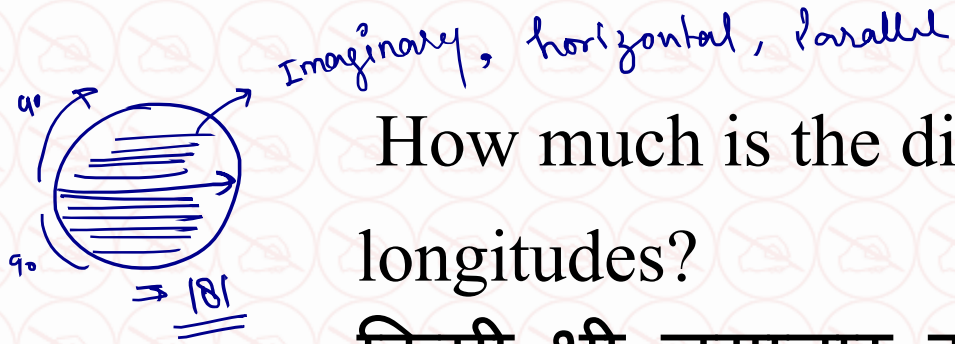 Imaginary, horizontal, Parallel
90
How much is the di
longitudes?
90
⇒ 181